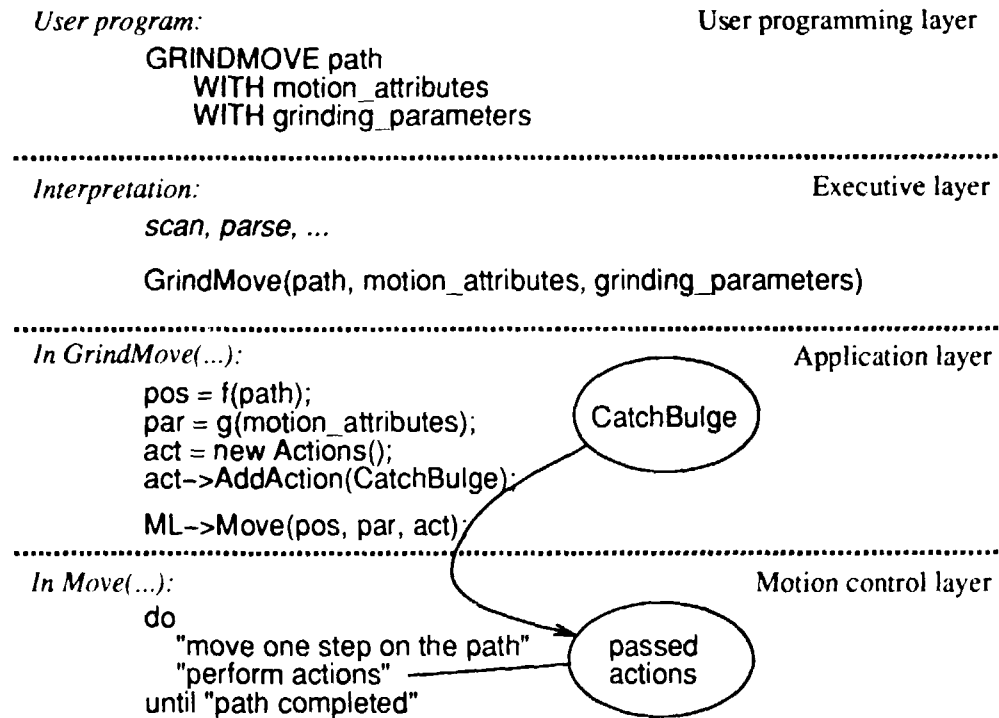 User program:
User programming layer
GRINDMOVE path
WITH motion_attributes
WITH grinding_parameters
Interpretation:
Executive layer
scan, parse, ...
GrindMove(path, motion_attributes, grinding_parameters)
In GrindMove(...):
Application layer
pos = f(path);
par = g(motion_attributes);
act = new Actions();
act->AddAction(CatchBulge);
ML->Move(pos, par, act);
CatchBulge
In Move(...):
Motion control layer
do
"move one step on the path"
"perform actions"
until "path completed"
passed
actions